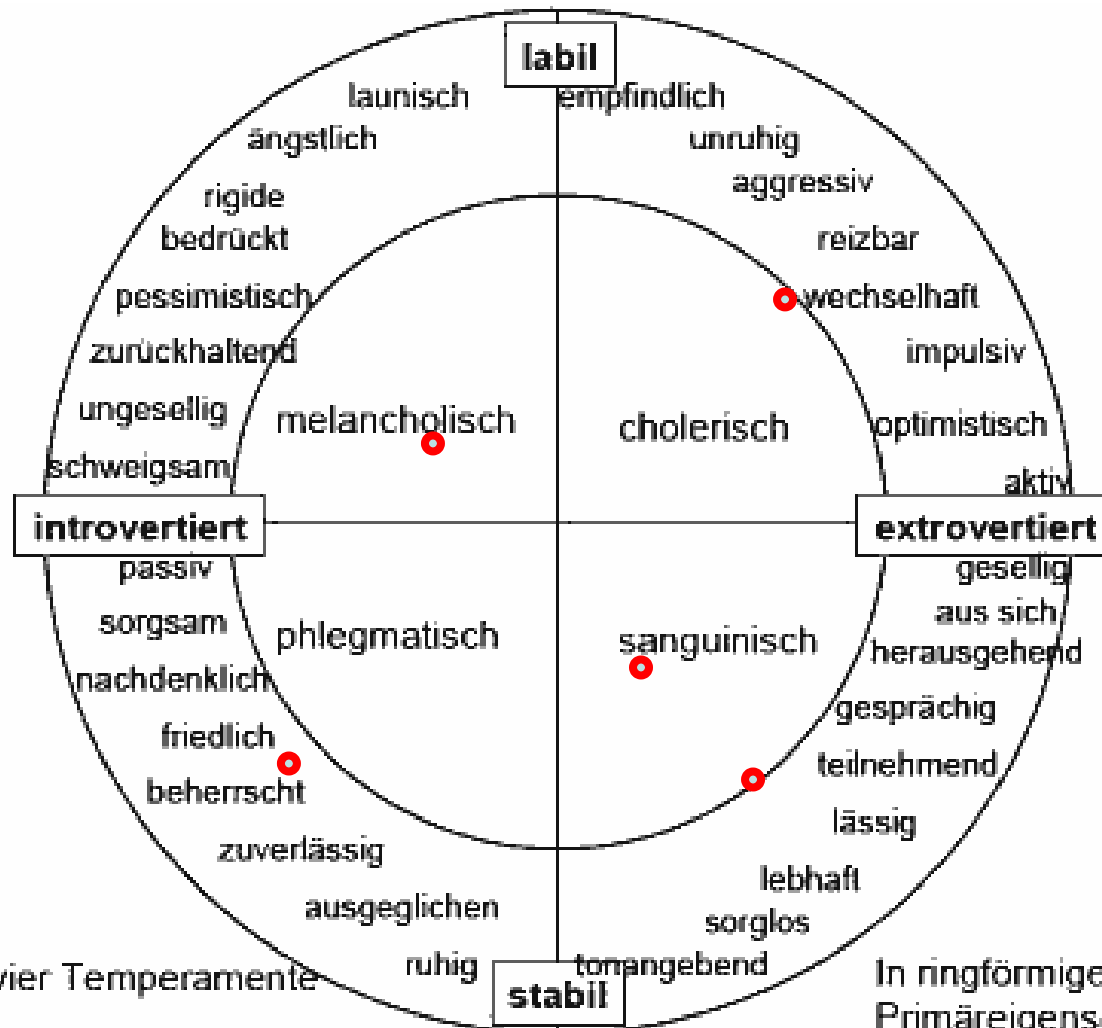 labil
launisch empfindlich
ängstlich unruhig
aggressiv
rigide
bedrückt reizbar
pessimistisch wechselhaft
zurückhaltend impulsiv
ungesellig melancholisch cholerisch optimistisch
schweigsam aktiv
introvertiert extrovertiert
passiv gesellig
sorgsam aus sich
phlegmatisch sanguinisch herausgehend
nachdenklich gesprächig
friedlich teilnehmend
beherrscht lässig
zuverlässig lebhaft
ausgeglichen sorglos
ruhig tonangebend
vier Temperamente In ringförmige
stabil Primäreigens